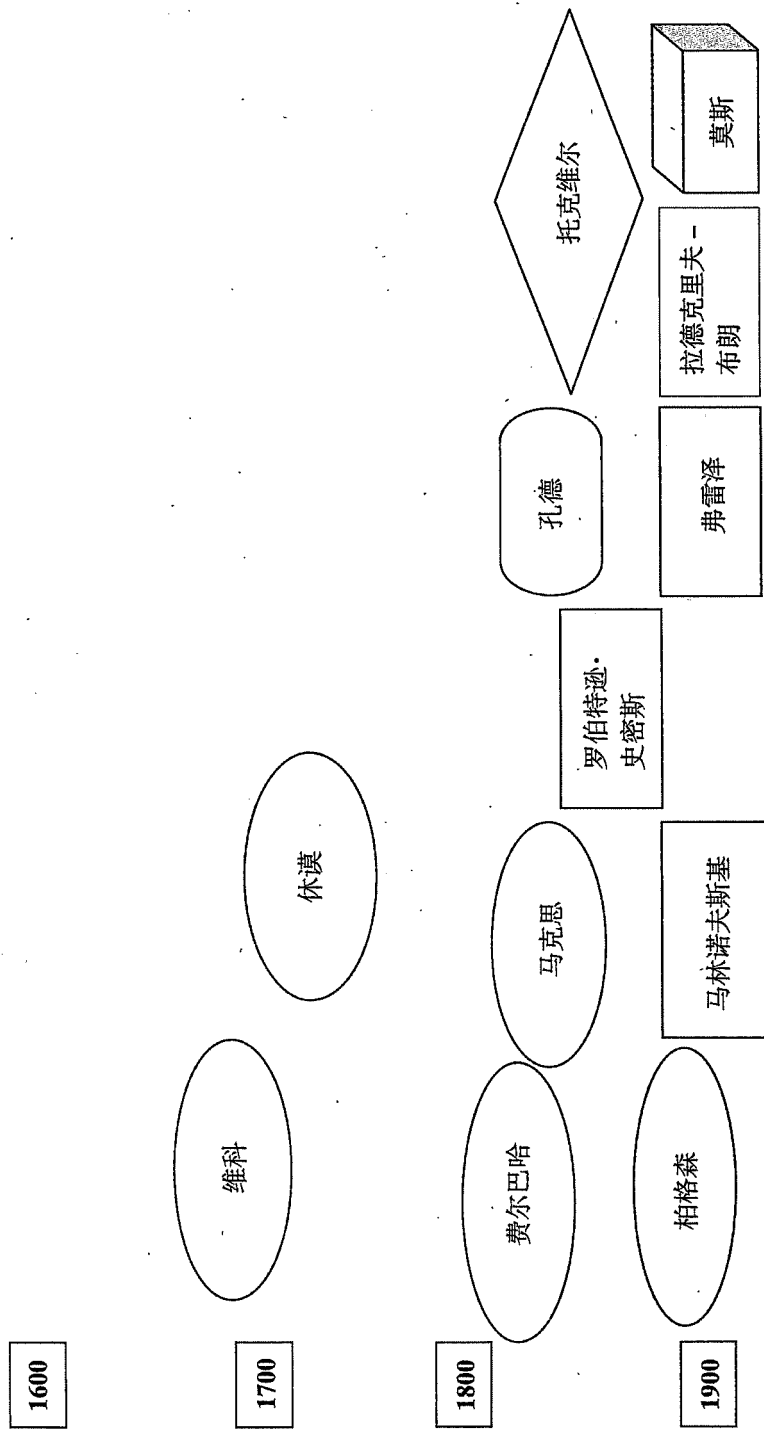 1600
1700
1800
1900
维科
休谟
费尔巴哈
马克思
罗伯特逊·
史密斯
孔德
托克维尔
柏格森
马林诺夫斯基
弗雷泽
拉德克里夫-
布朗
莫斯